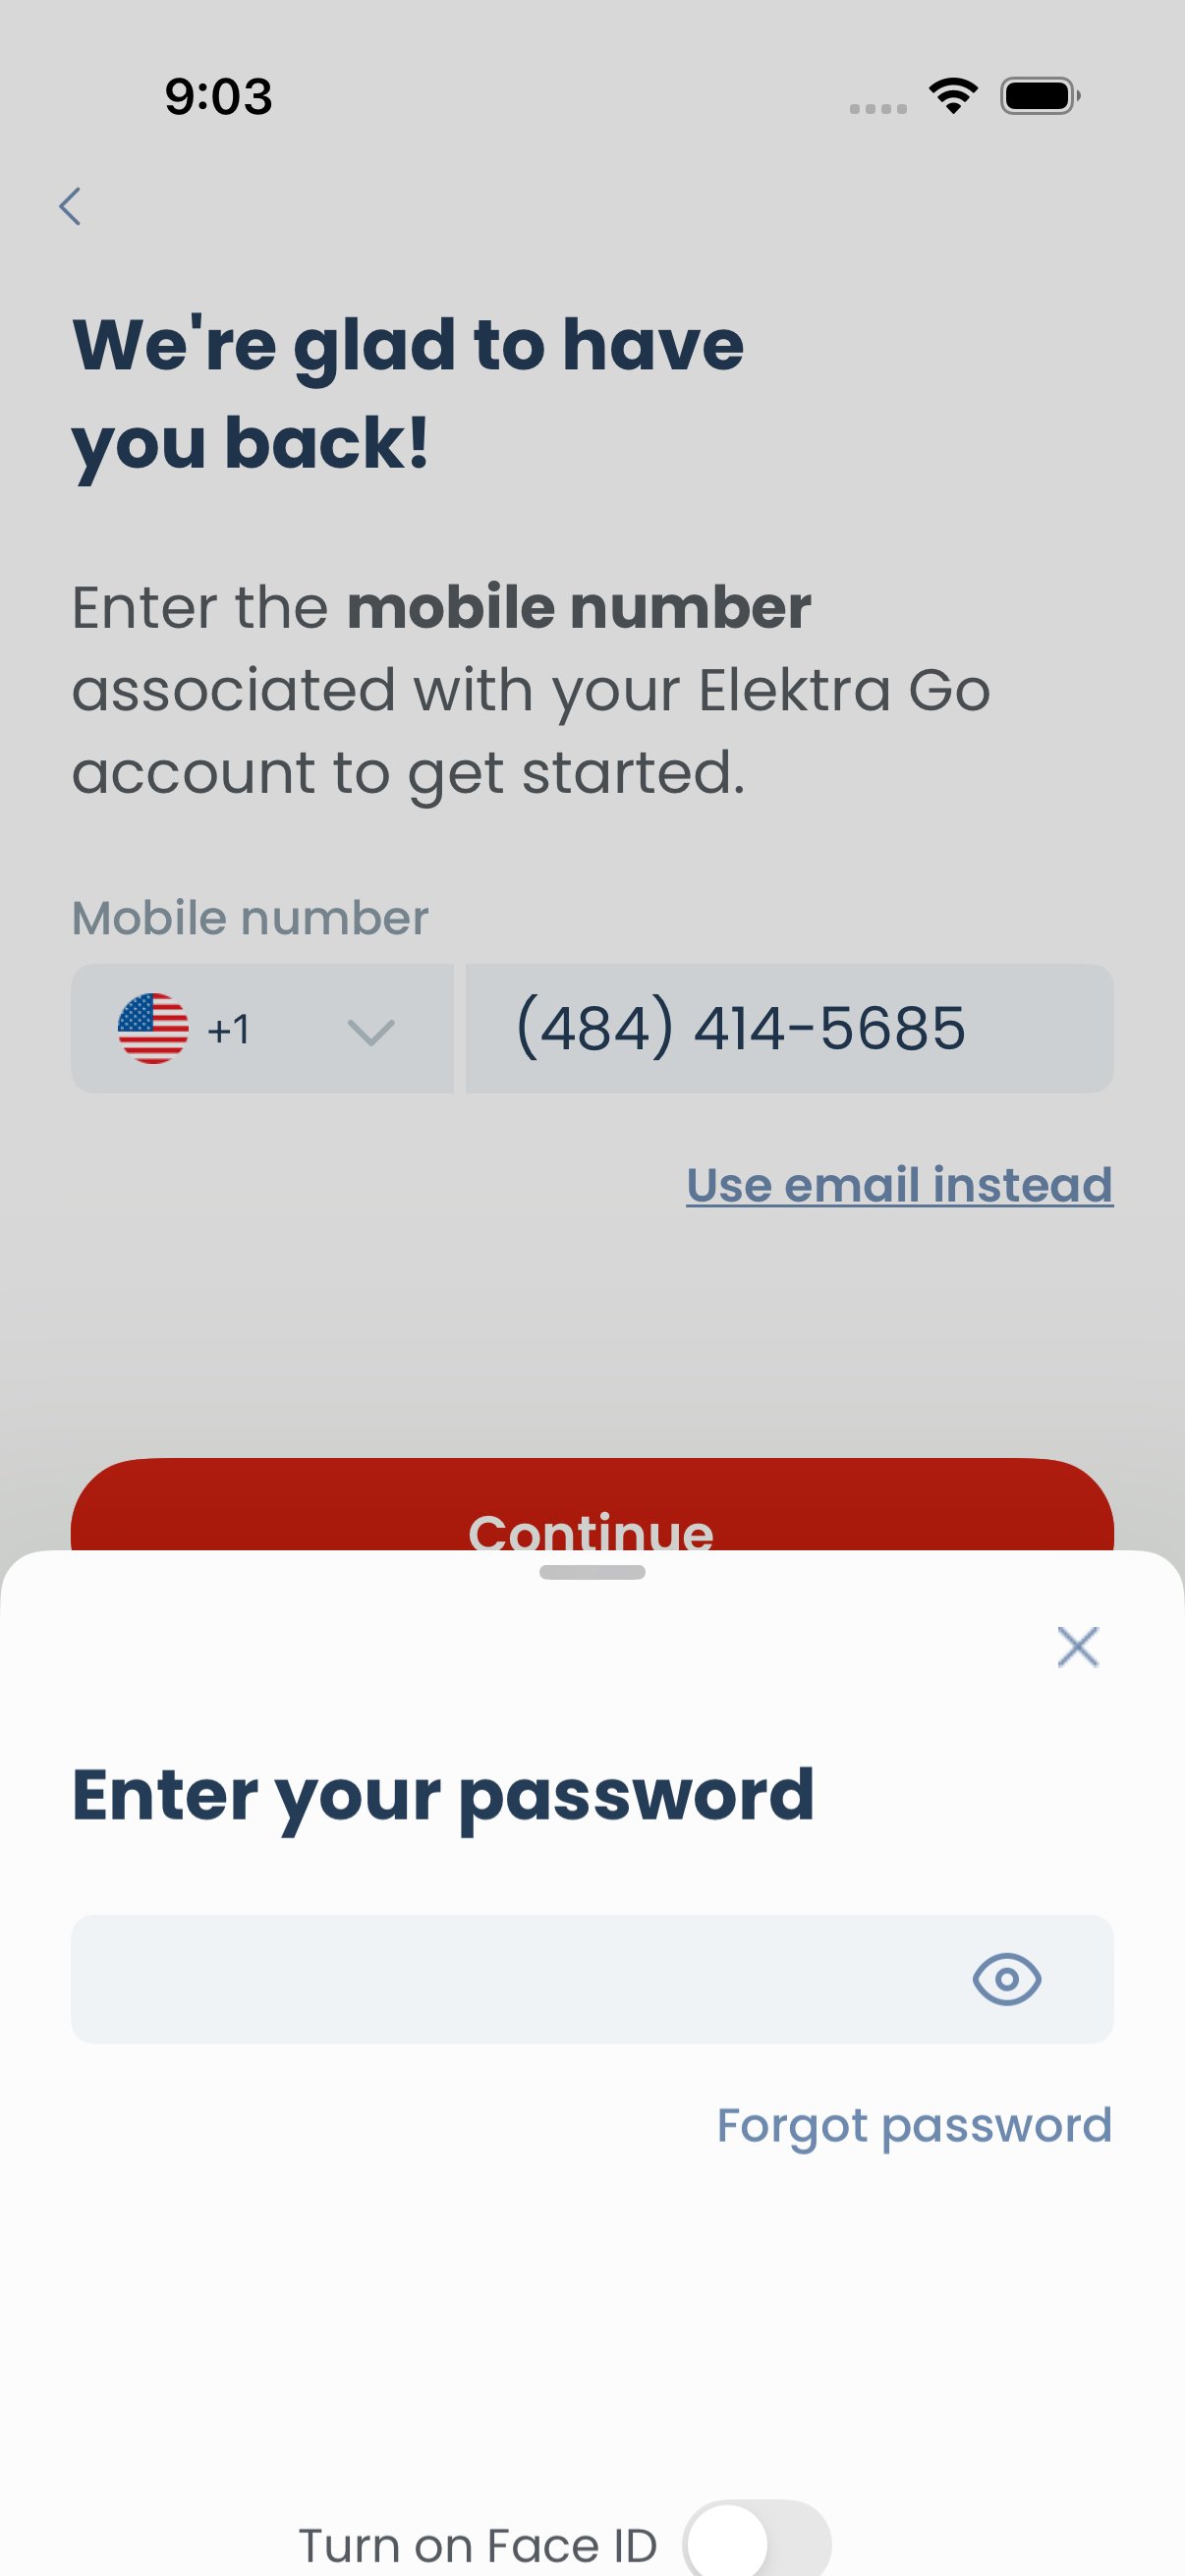 9:03
We're glad to have
you back!
Enter the mobile number
associated with your Elektra Go
account to get started.
Mobile number
+1
(484) 414-5685
Use email instead
Continue
Enter your password
Forgot password
Turn on Face ID